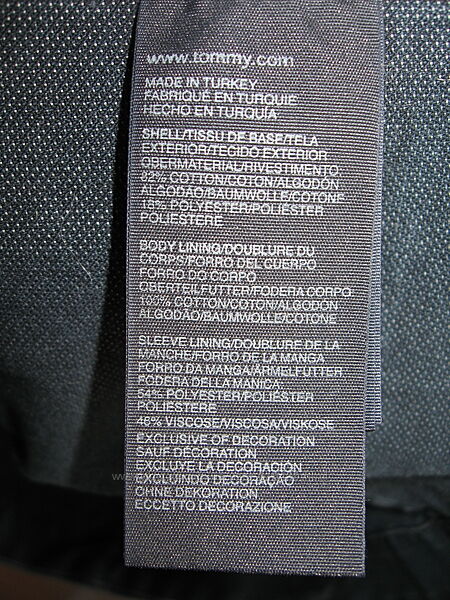 www.tommy.com
MADE IN TURKEY
FABRIQUÉ EN TURQUIE
HECHO EN TURQUÍA
SHELL/TISSU DE BASE/TELA
EXTERIOR/TECIDO EXTERIOR
OBERMATERIAL/RIVESTIMENTO
82% COTTON/COTON/ALGODÓN
ALGODÃO/BAUMWOLLE/COTONE
18% POLYESTER/POLIÉSTER
POLIESTERE
BODY LINING/DOUBLURE DU
CORPS/FORRO DEL CUERPO
FORRO DO CORPO
OBERTEILFUTTER/FODERA CORPO
100% COTTON/COTON/ALGODÓN
ALGODÃO/BAUMWOLLE/COTONE
SLEEVE LINING/DOUBLURE DE LA
MANCHE/FORRO DE LA MANGA
FORRO DA MANGA/ÄRMELFUTTER
FODERA DELLA MANICA
54% POLYESTER/POLIÉSTER
POLIESTERE
46% VISCOSE/VISCOSA/VISKOSE
EXCLUSIVE OF DECORATION
SAUF DECORATION
EXCLUYE LA DECORACIÓN
EXCLUINDO DECORAÇÃO
OHNE DEKORATION
ECCETTO DECORAZIONE